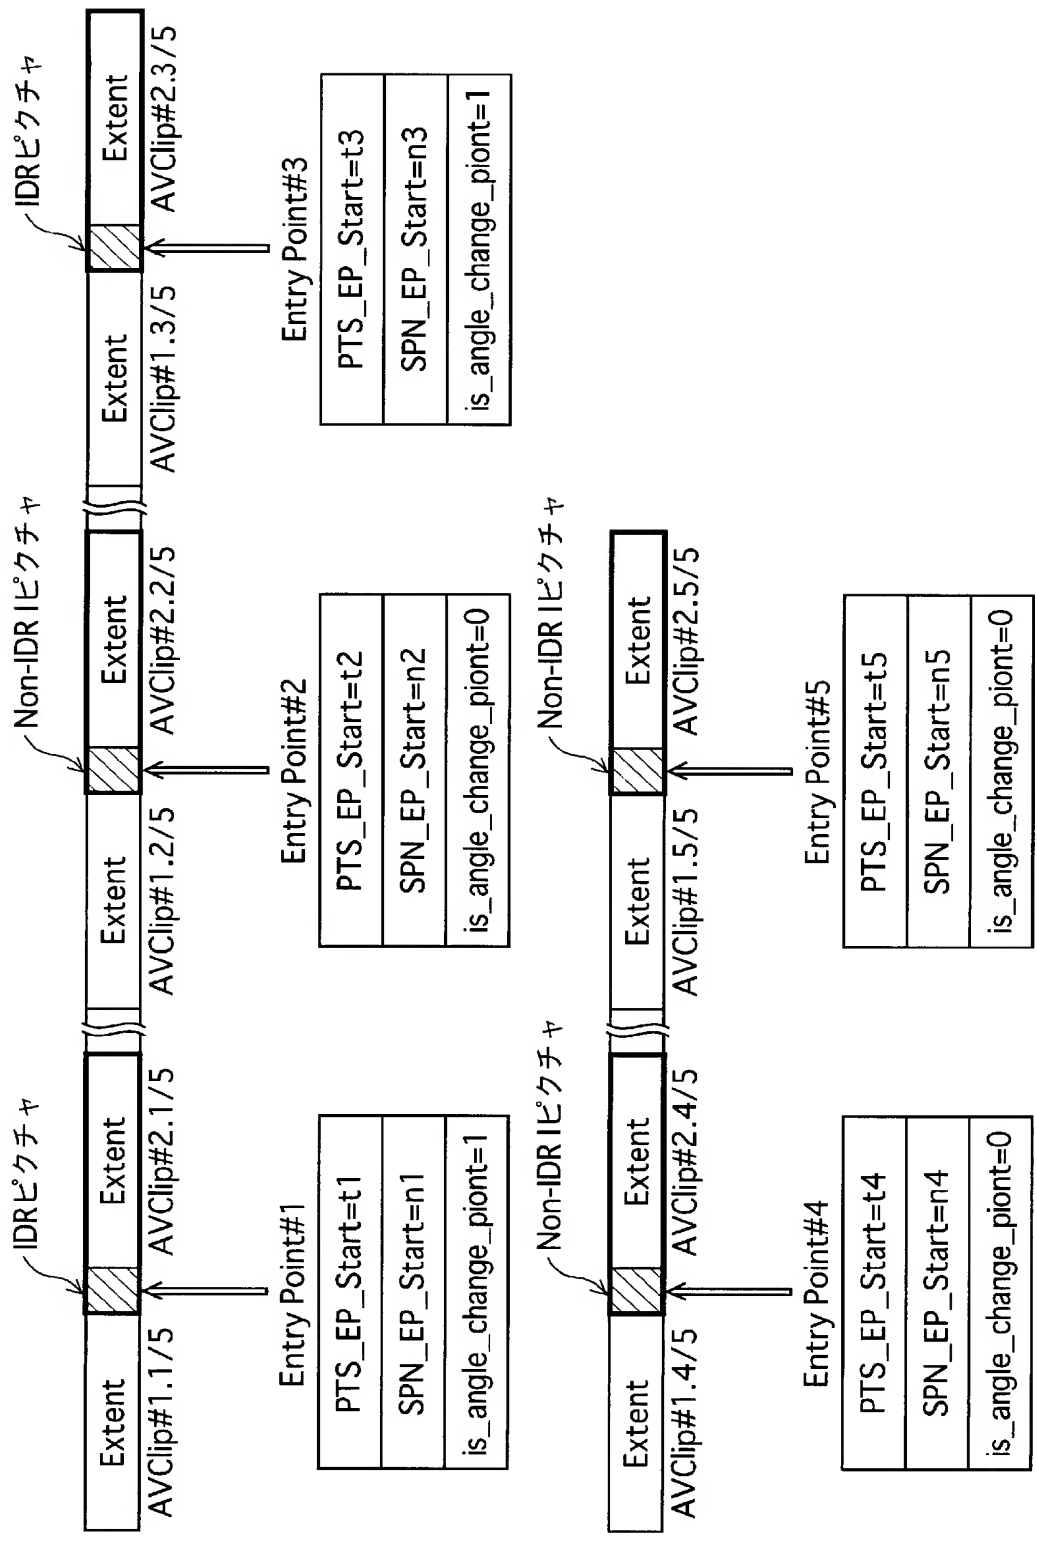 IDRピクチャ
Non-IDR Iピクチャ
IDRピクチャ
Extent
Extent
Extent
Extent
Extent
Extent
AVClip#1.1/5
AVClip#2.1/5
AVClip#1.2/5
AVClip#2.2/5
AVClip#1.3/5
AVClip#2.3/5
Entry Point#1
PTS_EP_Start=t1
SPN_EP_Start=n1
is_angle_change_piont=1
Entry Point#2
PTS_EP_Start=t2
SPN_EP_Start=n2
is_angle_change_piont=0
Entry Point#3
PTS_EP_Start=t3
SPN_EP_Start=n3
is_angle_change_piont=1
Non-IDR Iピクチャ
Non-IDR Iピクチャ
Extent
Extent
Extent
Extent
AVClip#1.4/5
AVClip#2.4/5
AVClip#1.5/5
AVClip#2.5/5
Entry Point#4
PTS_EP_Start=t4
SPN_EP_Start=n4
is_angle_change_piont=0
Entry Point#5
PTS_EP_Start=t5
SPN_EP_Start=n5
is_angle_change_piont=0